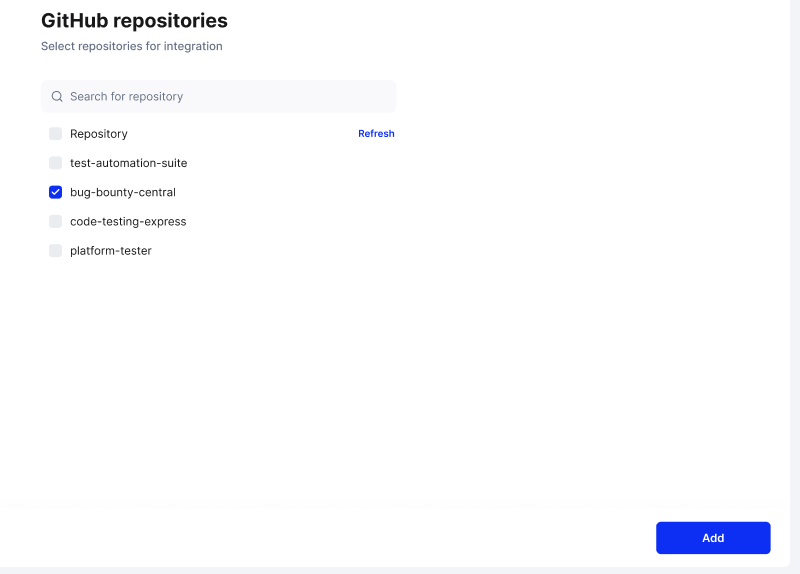 GitHub repositories
Select repositories for integration
Search for repository
Repository Refresh
test-automation-suite
bug-bounty-central
code-testing-express
platform-tester
Add